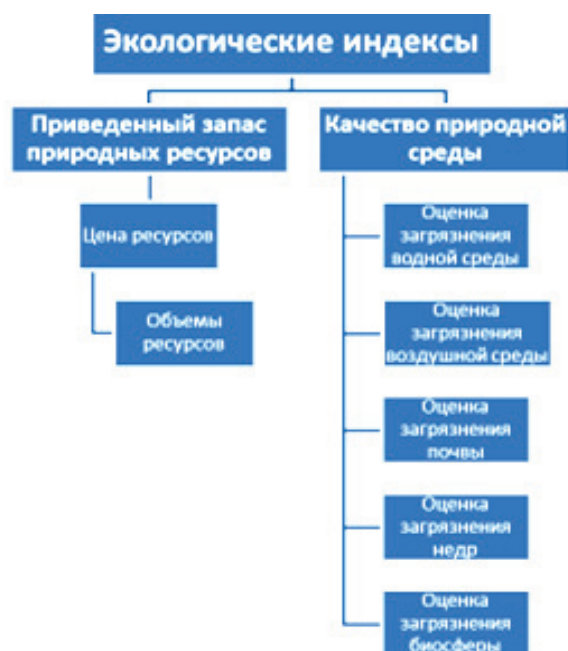 Экологические индексы
Приведенный запас
природных ресурсов
Цена ресурсов
Объемы
ресурсов
Качество природной
среды
Оценка
загрязнения
водной среды
Оценка
загрязнения
воздушной среды
Оценка
загрязнения
почвы
Оценка
загрязнения
недр
Оценка
загрязнения
биосферы